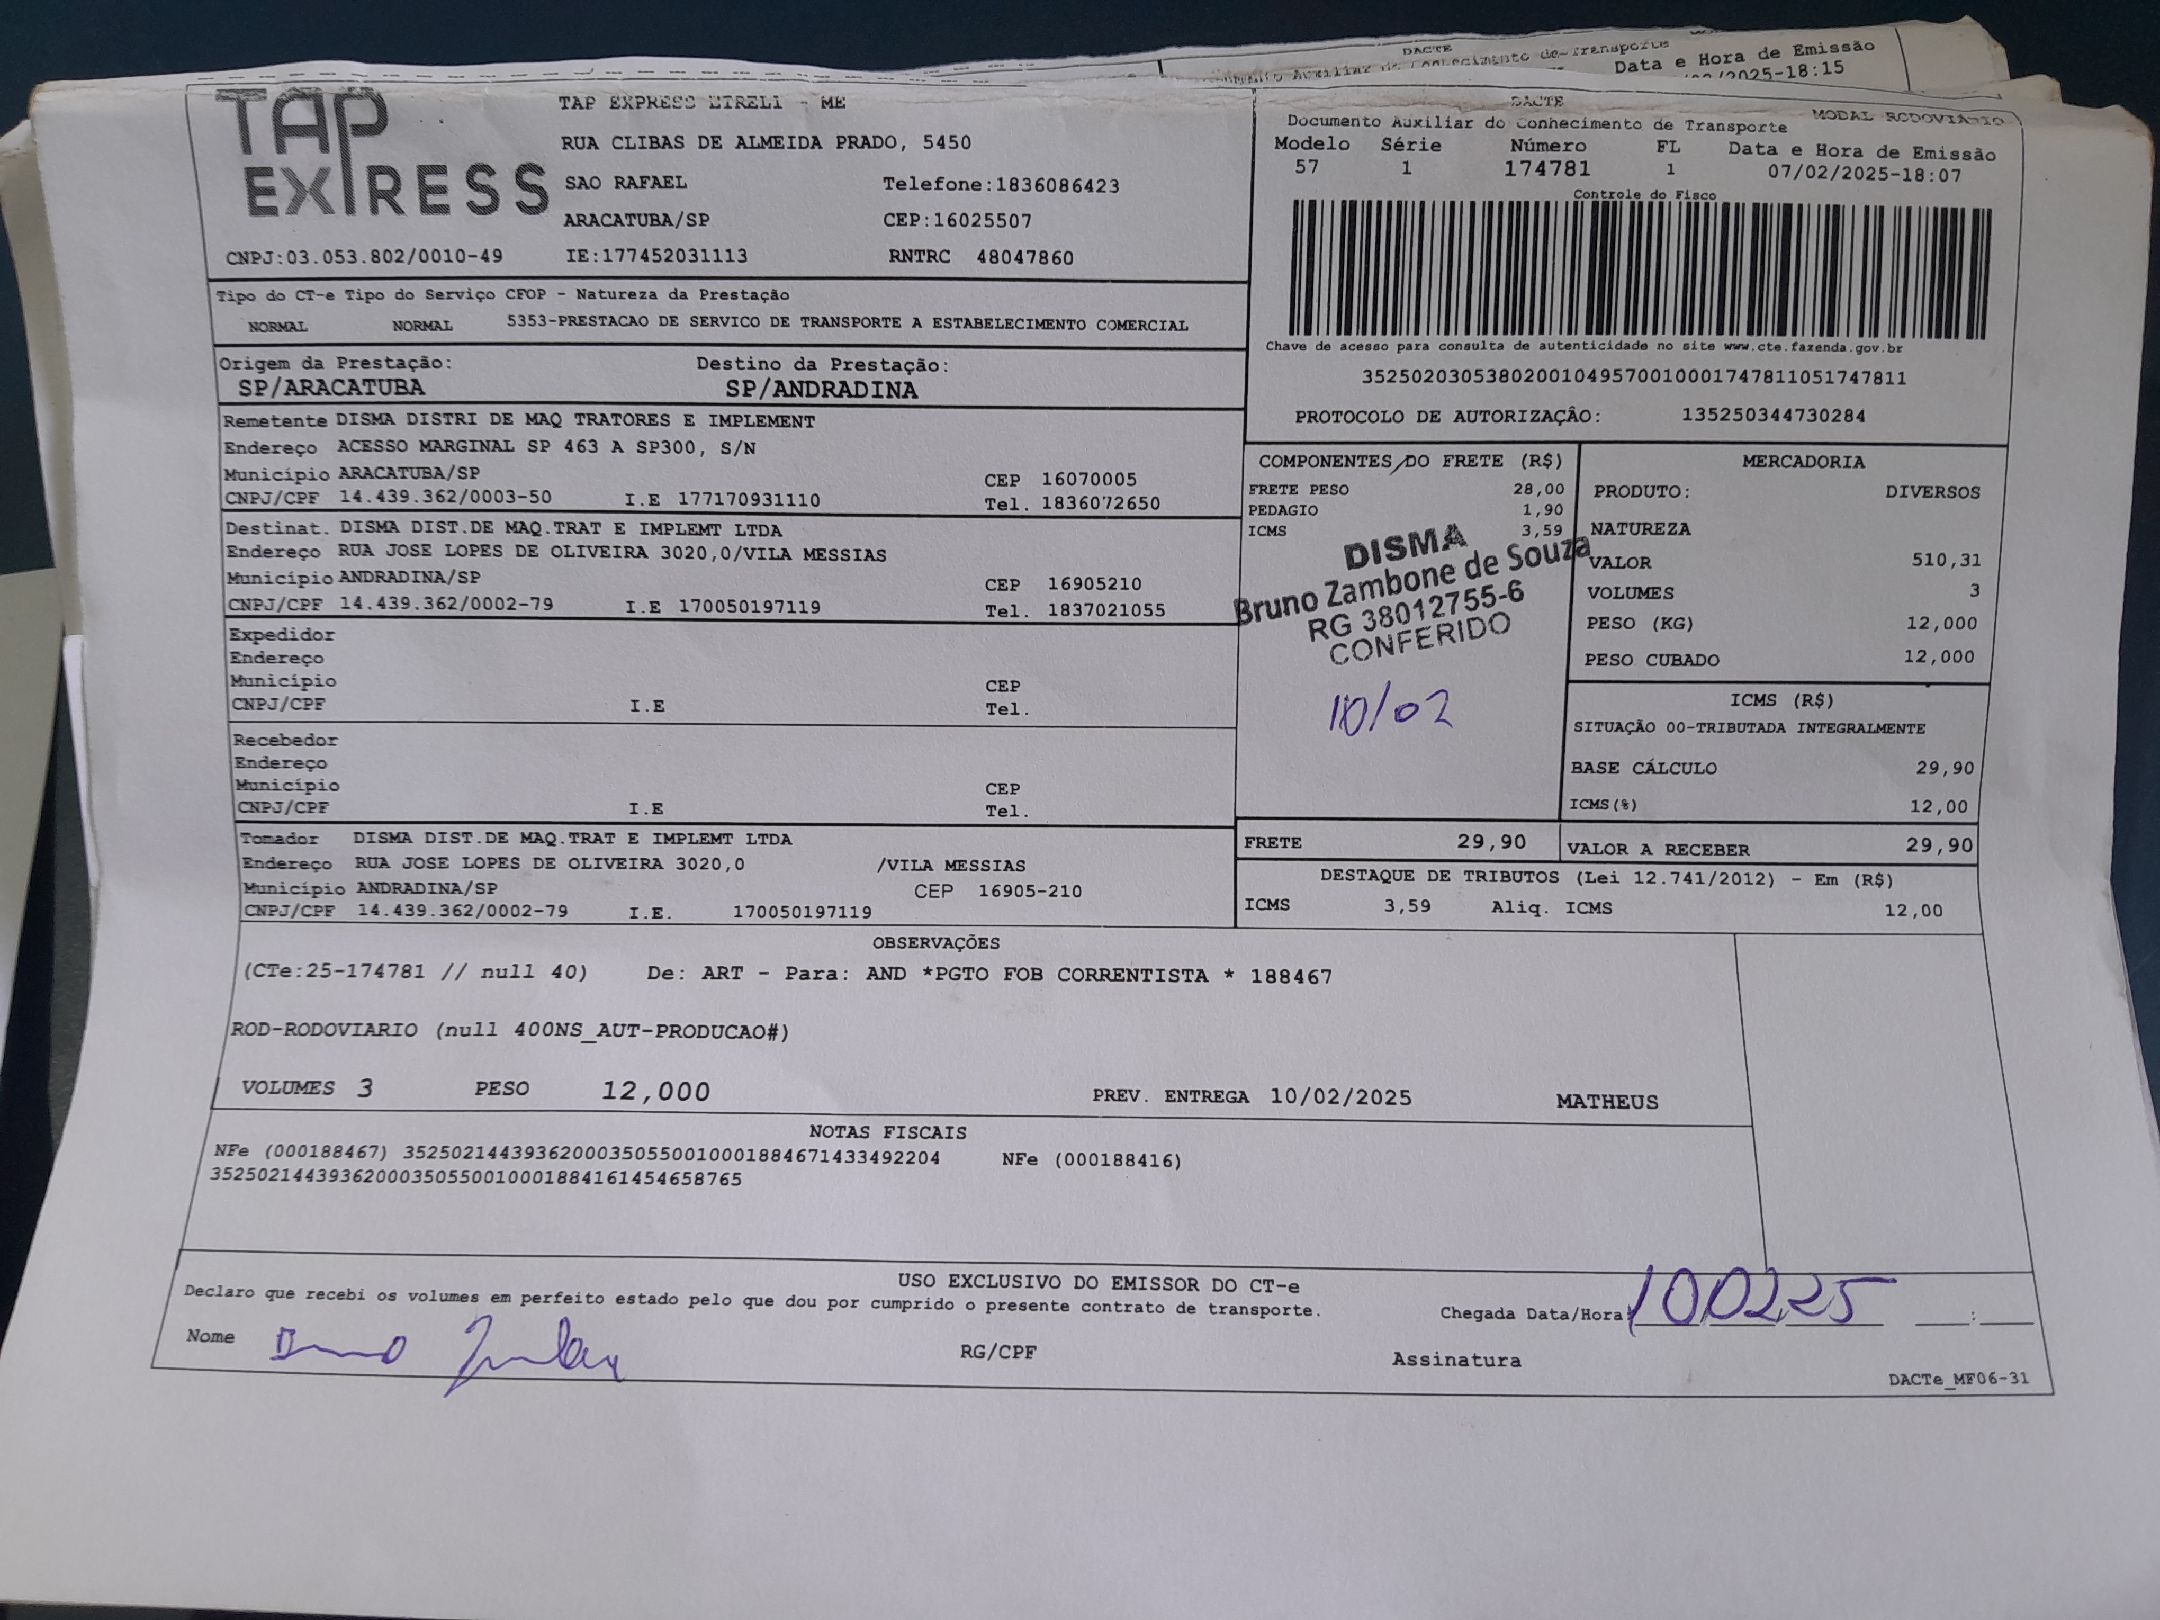 DACTE
Data e Hora de Emissão
/2025-18:15
TAP EXPRESS
TAP EXPRESS EIRELI - ME
RUA CLIBAS DE ALMEIDA PRADO, 5450
SAO RAFAEL Telefone:1836086423
ARACATUBA/SP CEP:16025507
CNPJ:03.053.802/0010-49 IE:177452031113 RNTRC 48047860
DACTE
Documento Auxiliar do Conhecimento de Transporte MODAL RODOVIARIO
Modelo Série Número FL Data e Hora de Emissão
57 1 174781 1 07/02/2025-18:07
Controle do Fisco
Chave de acesso para consulta de autenticidade no site www.cte.fazenda.gov.br
35250203053802001049570010001747811051747811
PROTOCOLO DE AUTORIZAÇÂO: 135250344730284
Tipo do CT-e Tipo do Serviço CFOP - Natureza da Prestação
NORMAL NORMAL 5353-PRESTACAO DE SERVICO DE TRANSPORTE A ESTABELECIMENTO COMERCIAL
Origem da Prestação: Destino da Prestação:
SP/ARACATUBA SP/ANDRADINA
Remetente DISMA DISTRI DE MAQ TRATORES E IMPLEMENT
Endereço ACESSO MARGINAL SP 463 A SP300, S/N
Município ARACATUBA/SP CEP 16070005
CNPJ/CPF 14.439.362/0003-50 I.E 177170931110 Tel. 1836072650
Destinat. DISMA DIST.DE MAQ.TRAT E IMPLEMT LTDA
Endereço RUA JOSE LOPES DE OLIVEIRA 3020,0/VILA MESSIAS
Município ANDRADINA/SP CEP 16905210
CNPJ/CPF 14.439.362/0002-79 I.E 170050197119 Tel. 1837021055
Expedidor
Endereço
Município CEP
CNPJ/CPF I.E Tel.
Recebedor
Endereço
Município CEP
CNPJ/CPF I.E Tel.
Tomador DISMA DIST.DE MAQ.TRAT E IMPLEMT LTDA
Endereço RUA JOSE LOPES DE OLIVEIRA 3020,0 /VILA MESSIAS
Município ANDRADINA/SP CEP 16905-210
CNPJ/CPF 14.439.362/0002-79 I.E. 170050197119
COMPONENTES DO FRETE (R$)
FRETE PESO 28,00
PEDAGIO 1,90
ICMS 3,59
DISMA
Bruno Zambone de Souza
RG 38012755-6
CONFERIDO
10/02
MERCADORIA
PRODUTO: DIVERSOS
NATUREZA
VALOR 510,31
VOLUMES 3
PESO (KG) 12,000
PESO CUBADO 12,000
ICMS (R$)
SITUAÇÃO 00-TRIBUTADA INTEGRALMENTE
BASE CÁLCULO 29,90
ICMS(%) 12,00
FRETE 29,90 VALOR A RECEBER 29,90
DESTAQUE DE TRIBUTOS (Lei 12.741/2012) - Em (R$)
ICMS 3,59 Aliq. ICMS 12,00
OBSERVAÇÕES
(CTe:25-174781 // null 40) De: ART - Para: AND *PGTO FOB CORRENTISTA * 188467
ROD-RODOVIARIO (null 400NS_AUT-PRODUCAO#)
VOLUMES 3 PESO 12,000 PREV. ENTREGA 10/02/2025 MATHEUS
NOTAS FISCAIS
NFe (000188467) 35250214439362000350550010001884671433492204 NFe (000188416)
35250214439362000350550010001884161454658765
USO EXCLUSIVO DO EMISSOR DO CT-e
Declaro que recebi os volumes em perfeito estado pelo que dou por cumprido o presente contrato de transporte.
Chegada Data/Hora: 100225 :
Nome Bruno RG/CPF Assinatura
DACTe_MF06-31